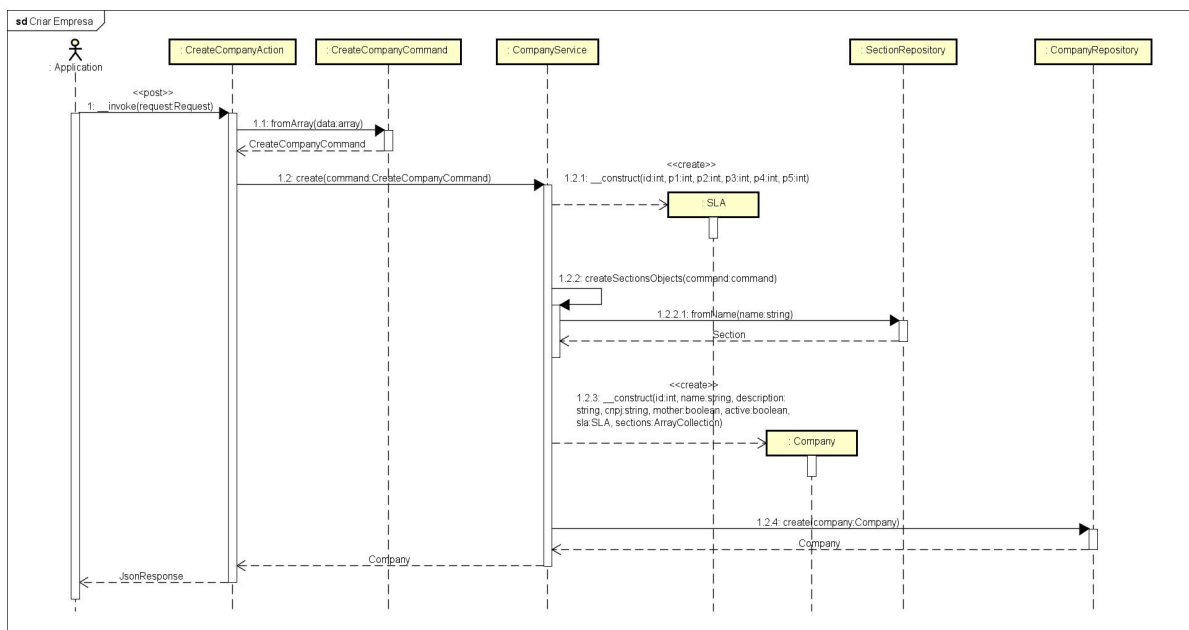 sd Criar Empresa
: Application
: CreateCompanyAction
: CreateCompanyCommand
: CompanyService
: SectionRepository
: CompanyRepository
<<post>>
1: __invoke(request:Request)
1.1: fromArray(data:array)
CreateCompanyCommand
1.2: create(command:CreateCompanyCommand)
<<create>>
1.2.1: __construct(id:int, p1:int, p2:int, p3:int, p4:int, p5:int)
: SLA
1.2.2: createSectionsObjects(command:command)
1.2.2.1: fromName(name:string)
Section
<<create>>
1.2.3: __construct(id:int, name:string, description:
string, cnpj:string, mother:boolean, active:boolean,
sla:SLA, sections:ArrayCollection)
: Company
1.2.4: create(company:Company)
Company
Company
JsonResponse